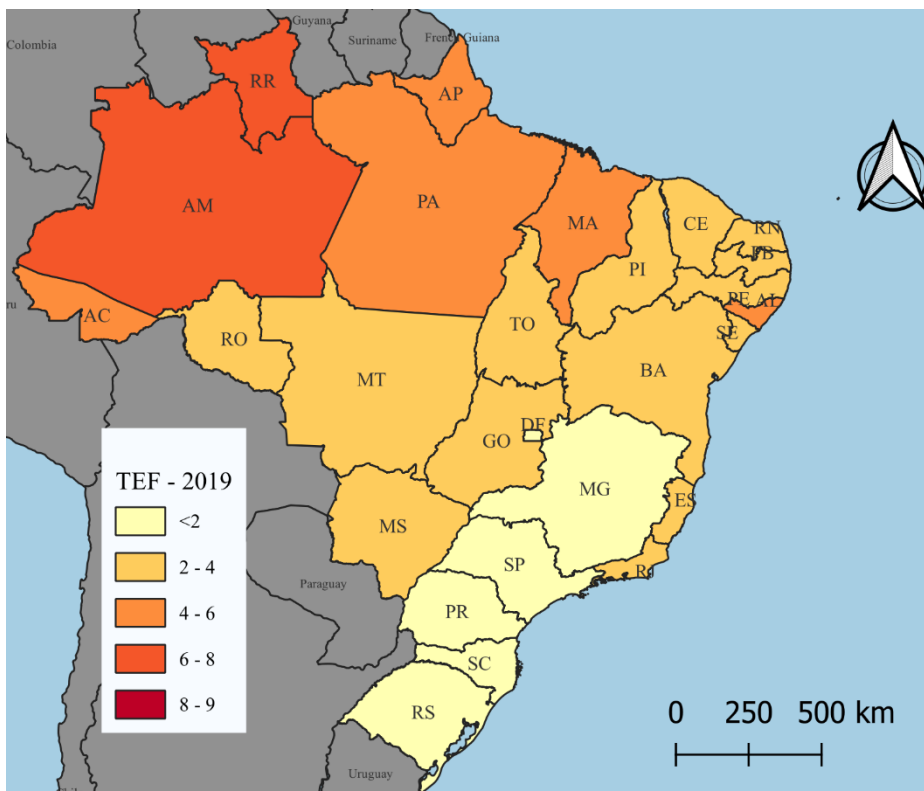 Guyana
Colombia
Suriname
French Guiana
RR
AP
AM
PA
MA
CE
RN
PB
PI
PE
AL
AC
TO
SE
RO
BA
MT
DF
GO
MG
ES
MS
RJ
SP
PR
SC
RS
Paraguay
Uruguay
TEF - 2019
<2
2 - 4
4 - 6
6 - 8
8 - 9
0 250 500 km